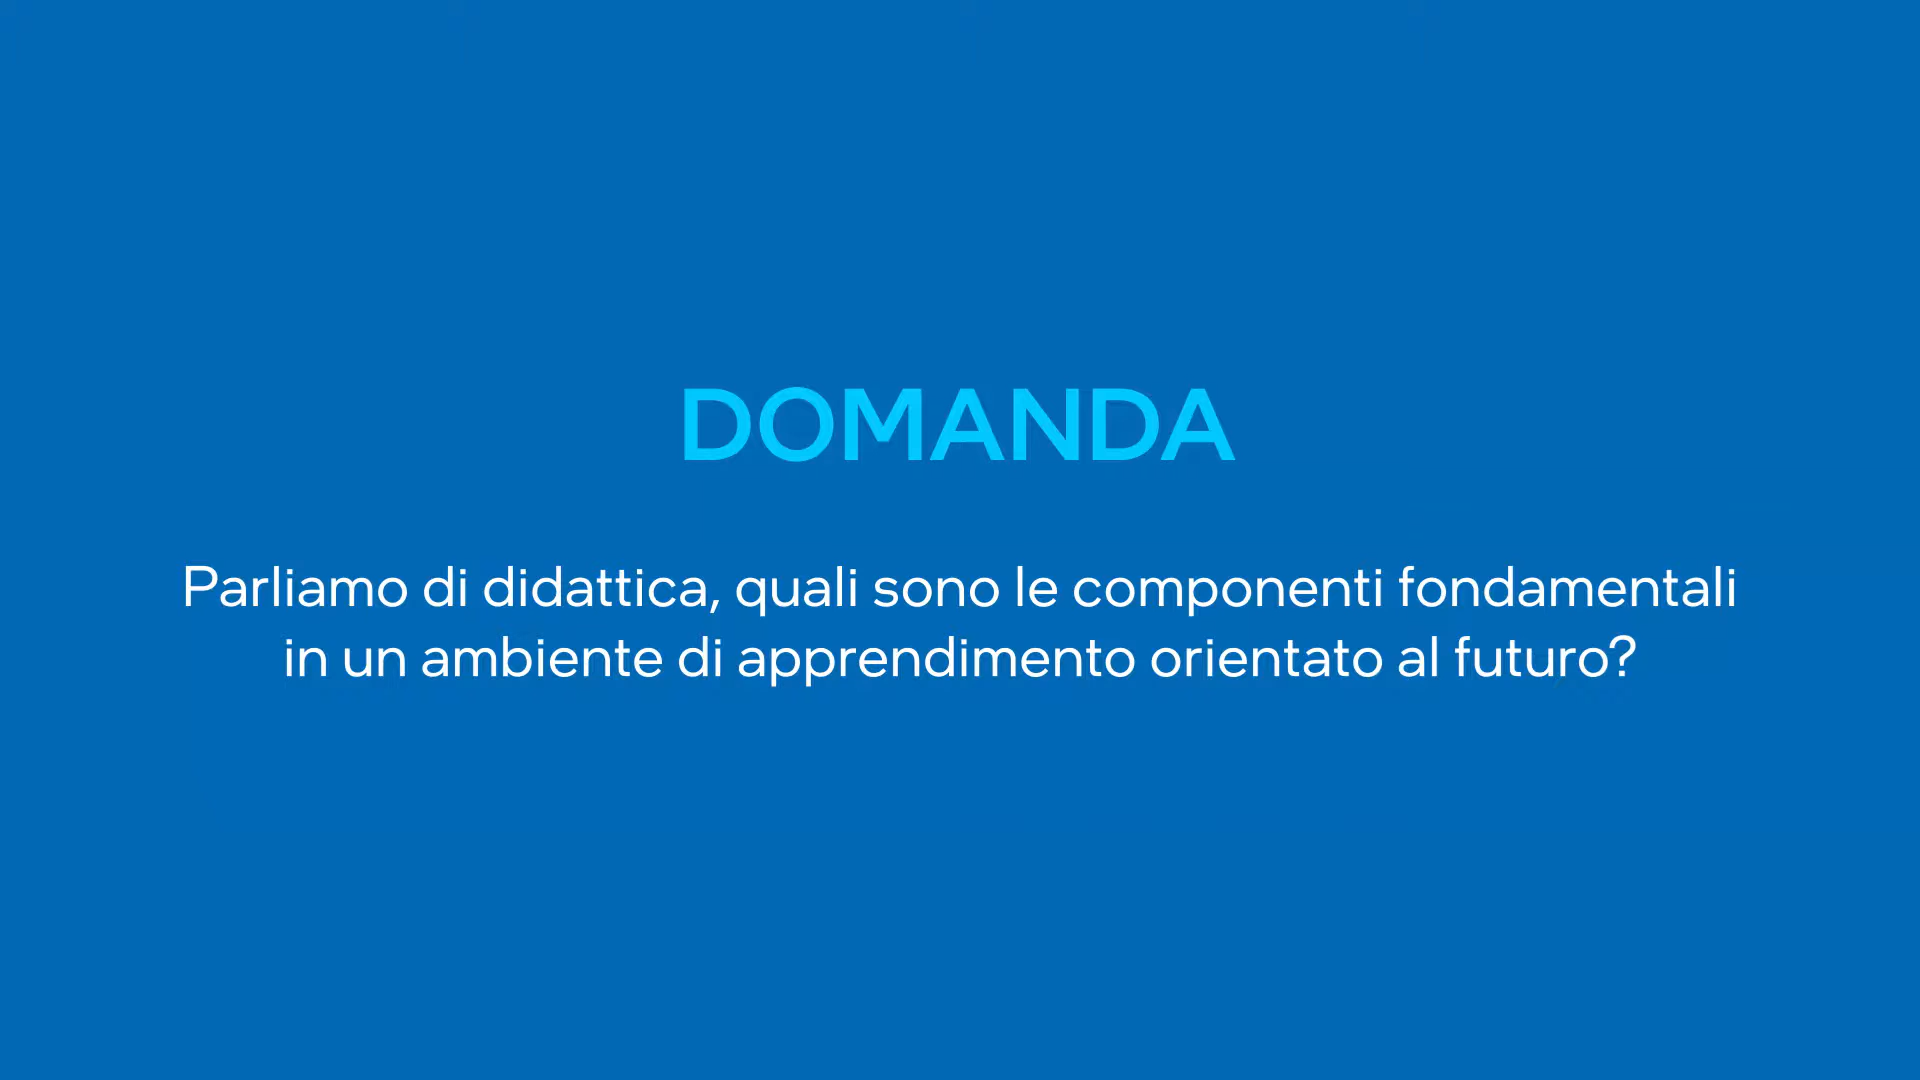 DOMANDA
Parliamo di didattica, quali sono le componenti fondamentali
in un ambiente di apprendimento orientato al futuro?